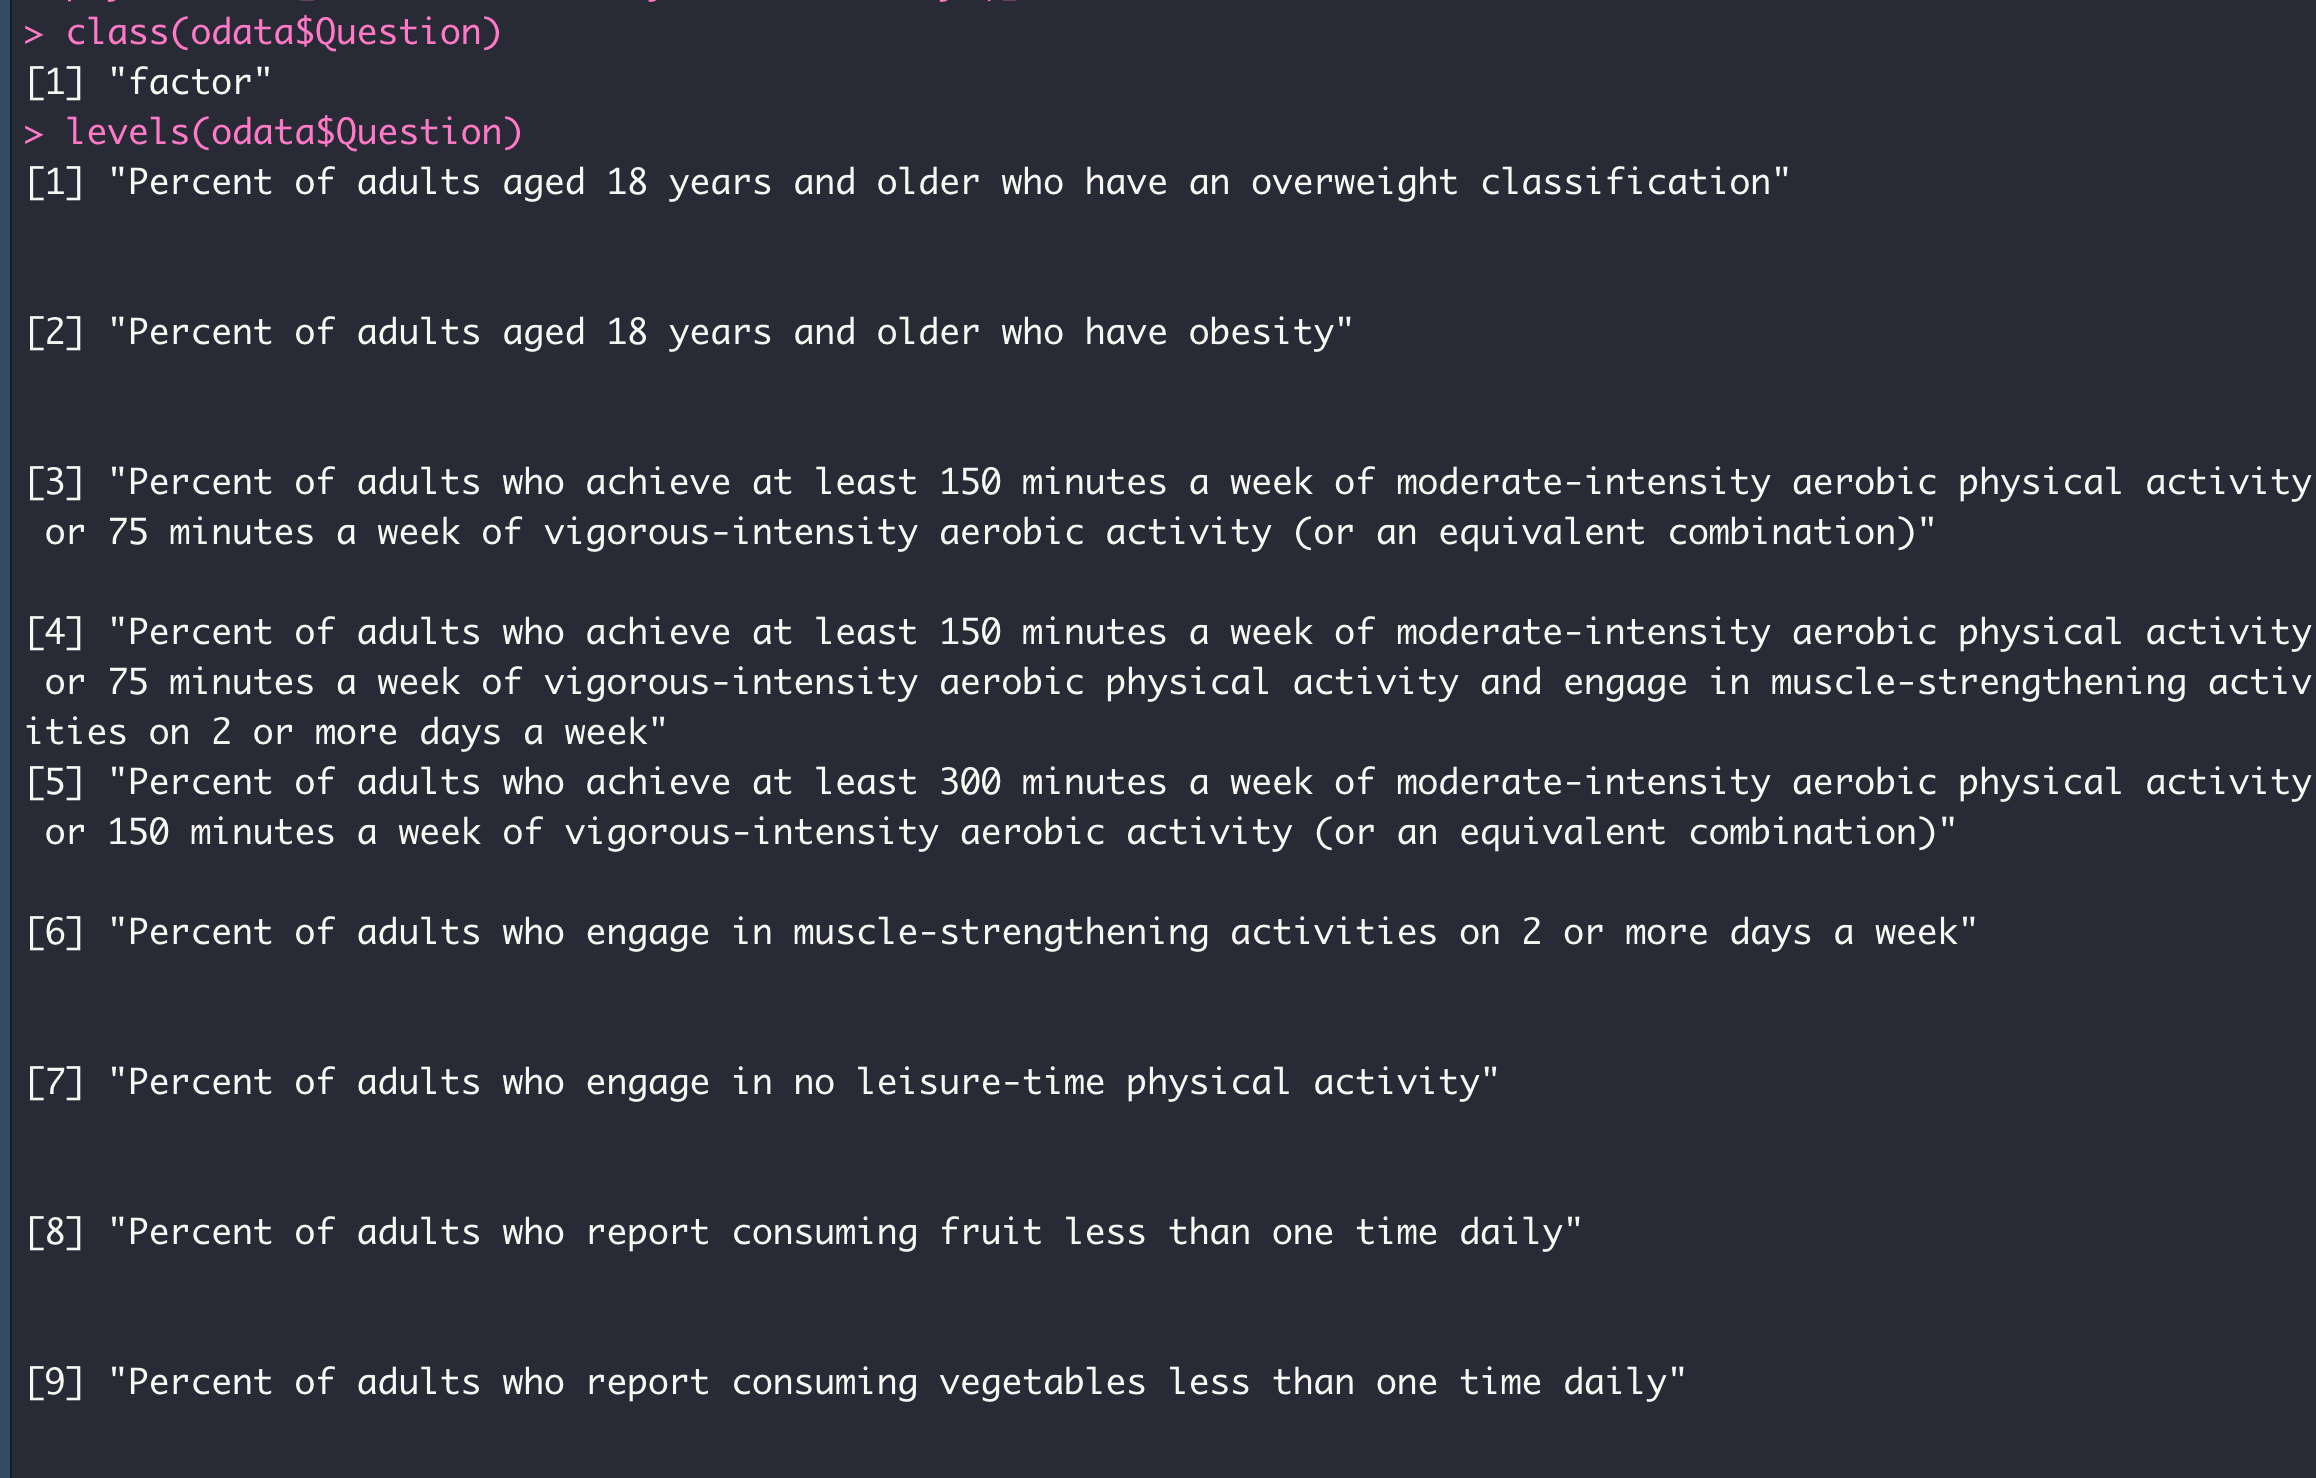 > class(odata$Question)
[1] "factor"
> levels(odata$Question)
[1] "Percent of adults aged 18 years and older who have an overweight classification"
[2] "Percent of adults aged 18 years and older who have obesity"
[3] "Percent of adults who achieve at least 150 minutes a week of moderate-intensity aerobic physical activity
or 75 minutes a week of vigorous-intensity aerobic activity (or an equivalent combination)"
[4] "Percent of adults who achieve at least 150 minutes a week of moderate-intensity aerobic physical activity
or 75 minutes a week of vigorous-intensity aerobic physical activity and engage in muscle-strengthening activ
ities on 2 or more days a week"
[5] "Percent of adults who achieve at least 300 minutes a week of moderate-intensity aerobic physical activity
or 150 minutes a week of vigorous-intensity aerobic activity (or an equivalent combination)"
[6] "Percent of adults who engage in muscle-strengthening activities on 2 or more days a week"
[7] "Percent of adults who engage in no leisure-time physical activity"
[8] "Percent of adults who report consuming fruit less than one time daily"
[9] "Percent of adults who report consuming vegetables less than one time daily"